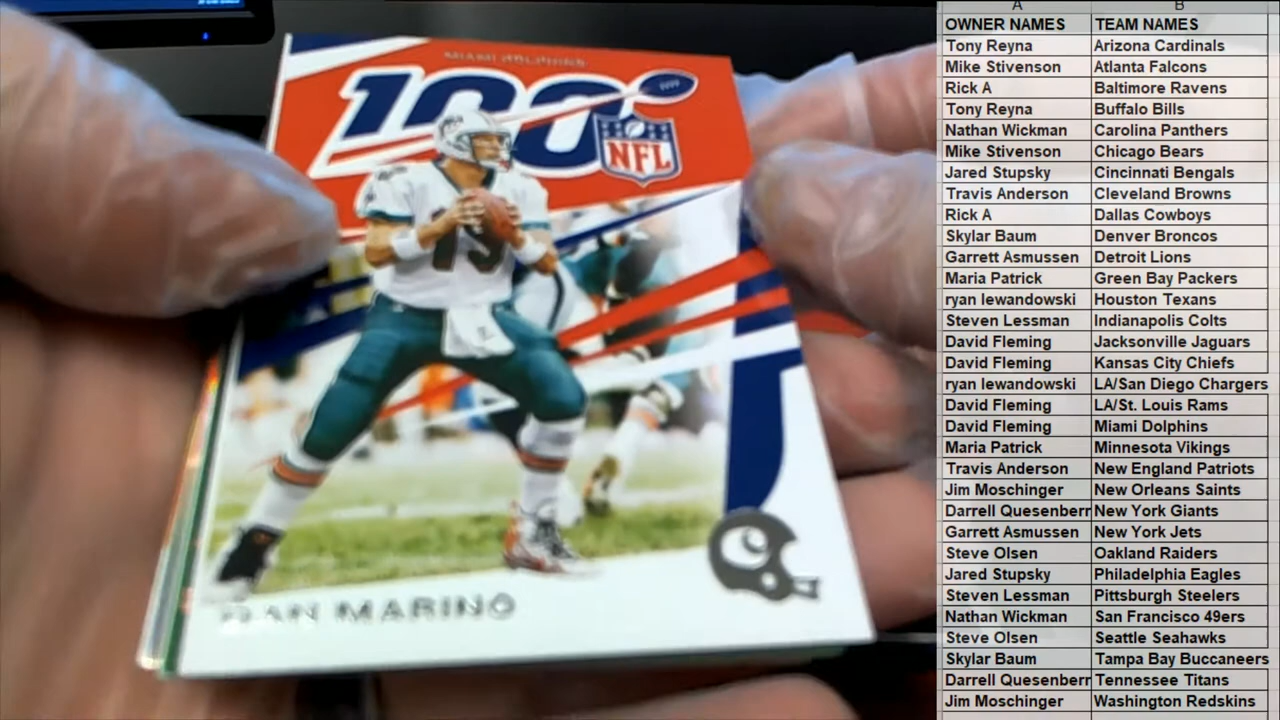 MIAMI DOLPHINS
100
NFL
13
DAN MARINO
A B
OWNER NAMES TEAM NAMES
Tony Reyna Arizona Cardinals
Mike Stivenson Atlanta Falcons
Rick A Baltimore Ravens
Tony Reyna Buffalo Bills
Nathan Wickman Carolina Panthers
Mike Stivenson Chicago Bears
Jared Stupsky Cincinnati Bengals
Travis Anderson Cleveland Browns
Rick A Dallas Cowboys
Skylar Baum Denver Broncos
Garrett Asmussen Detroit Lions
Maria Patrick Green Bay Packers
ryan lewandowski Houston Texans
Steven Lessman Indianapolis Colts
David Fleming Jacksonville Jaguars
David Fleming Kansas City Chiefs
ryan lewandowski LA/San Diego Chargers
David Fleming LA/St. Louis Rams
David Fleming Miami Dolphins
Maria Patrick Minnesota Vikings
Travis Anderson New England Patriots
Jim Moschinger New Orleans Saints
Darrell Quesenberr New York Giants
Garrett Asmussen New York Jets
Steve Olsen Oakland Raiders
Jared Stupsky Philadelphia Eagles
Steven Lessman Pittsburgh Steelers
Nathan Wickman San Francisco 49ers
Steve Olsen Seattle Seahawks
Skylar Baum Tampa Bay Buccaneers
Darrell Quesenberr Tennessee Titans
Jim Moschinger Washington Redskins